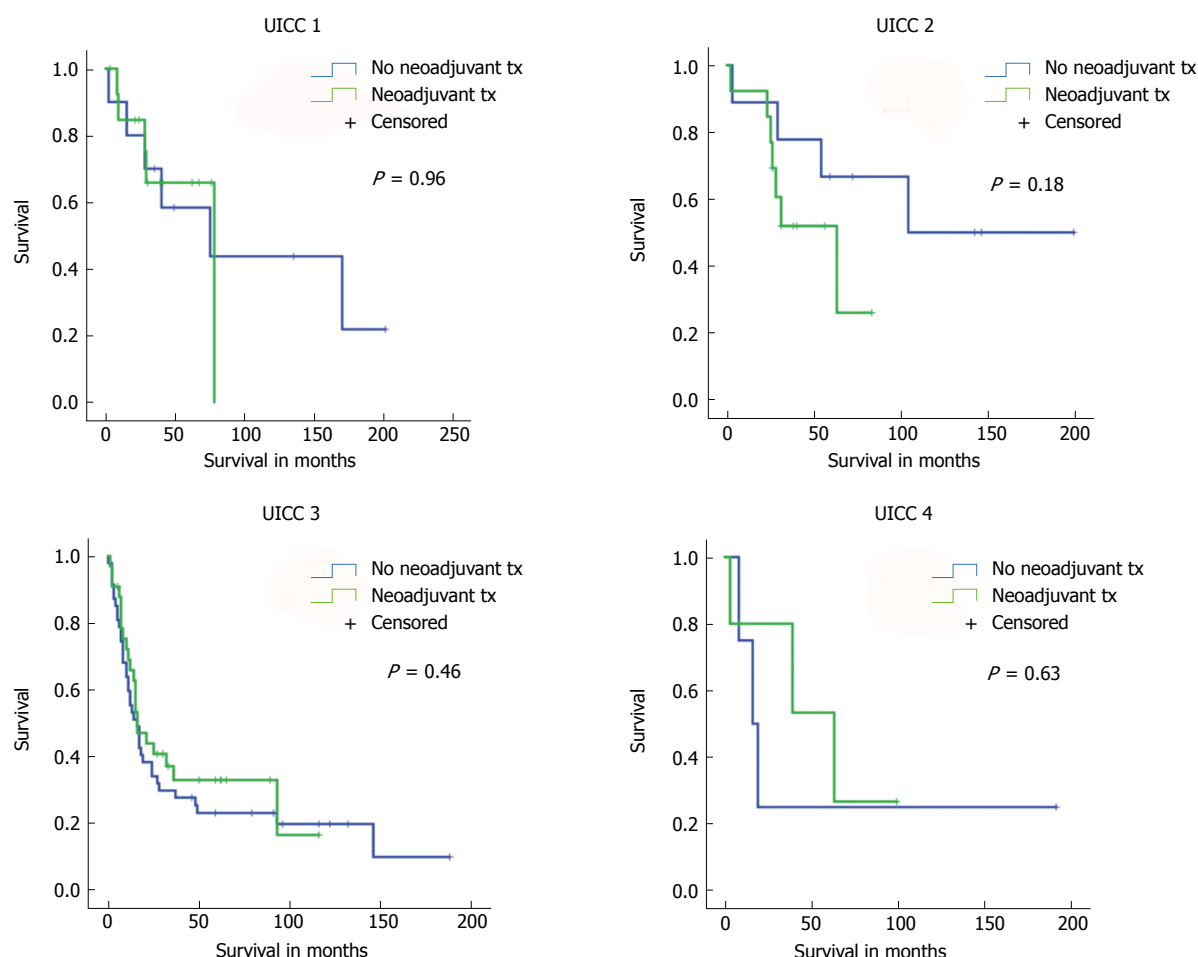 UICC 1
1.0
0.8
0.6
0.4
0.2
0.0
Survival
No neoadjuvant tx
Neoadjuvant tx
+ Censored
P = 0.96
0 50 100 150 200 250
Survival in months
UICC 2
1.0
0.8
0.6
0.4
0.2
0.0
Survival
No neoadjuvant tx
Neoadjuvant tx
+ Censored
P = 0.18
0 50 100 150 200
Survival in months
UICC 3
1.0
0.8
0.6
0.4
0.2
0.0
Survival
No neoadjuvant tx
Neoadjuvant tx
+ Censored
P = 0.46
0 50 100 150 200
Survival in months
UICC 4
1.0
0.8
0.6
0.4
0.2
0.0
Survival
No neoadjuvant tx
Neoadjuvant tx
+ Censored
P = 0.63
0 50 100 150 200
Survival in months